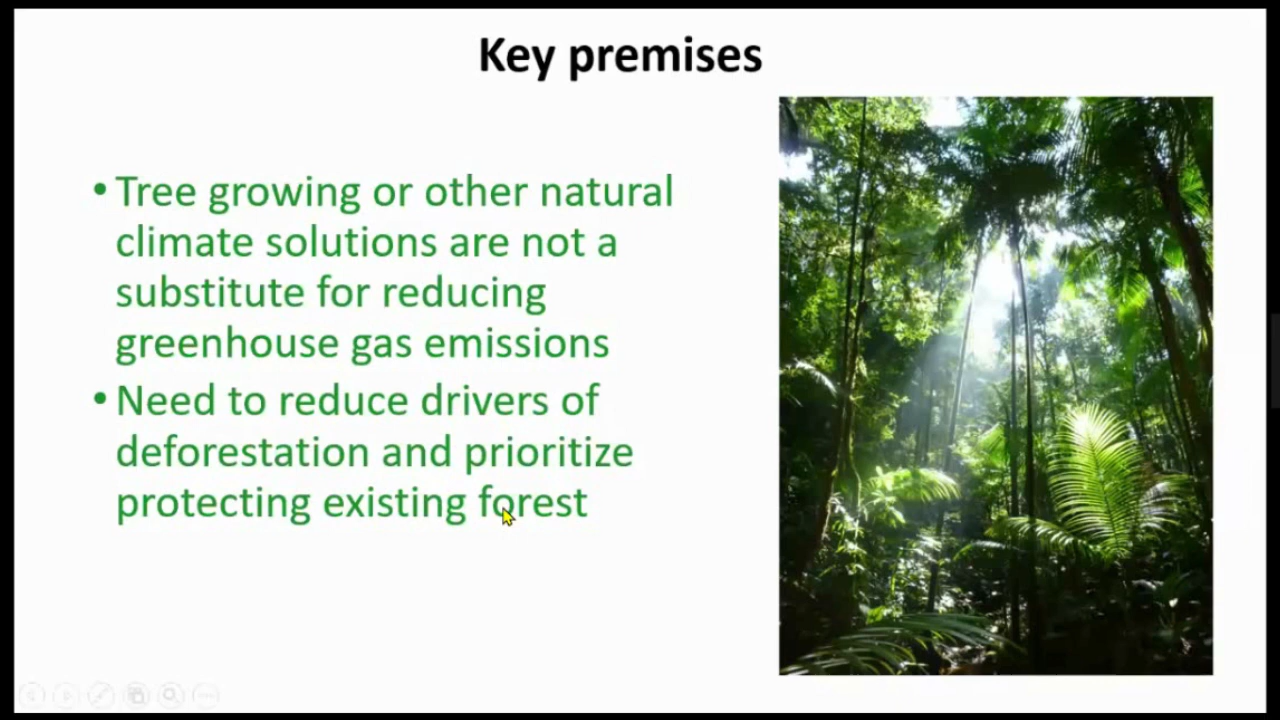 Key premises
• Tree growing or other natural
climate solutions are not a
substitute for reducing
greenhouse gas emissions
• Need to reduce drivers of
deforestation and prioritize
protecting existing forest